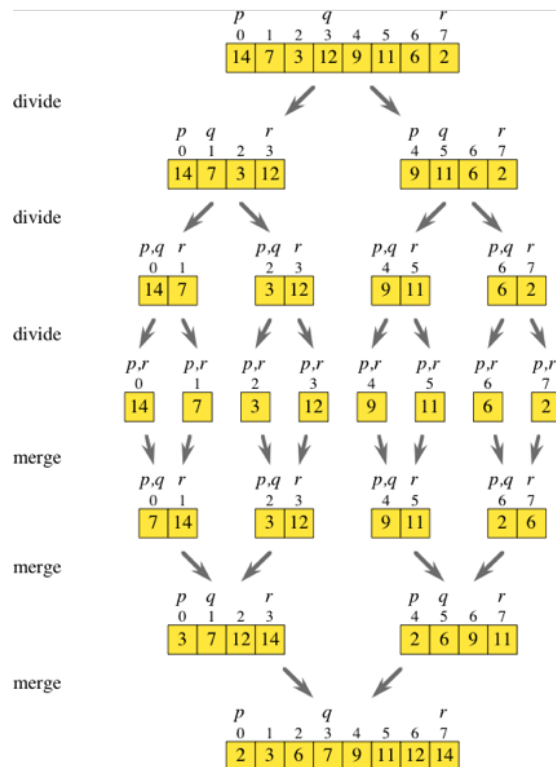 p q r
0 1 2 3 4 5 6 7
14 7 3 12 9 11 6 2
divide
p q r p q r
0 1 2 3 4 5 6 7
14 7 3 12 9 11 6 2
divide
p,q r p,q r p,q r p,q r
0 1 2 3 4 5 6 7
14 7 3 12 9 11 6 2
divide
p,r p,r p,r p,r p,r p,r p,r p,r
0 1 2 3 4 5 6 7
14 7 3 12 9 11 6 2
merge
p,q r p,q r p,q r p,q r
0 1 2 3 4 5 6 7
7 14 3 12 9 11 2 6
merge
p q r p q r
0 1 2 3 4 5 6 7
3 7 12 14 2 6 9 11
merge
p q r
0 1 2 3 4 5 6 7
2 3 6 7 9 11 12 14